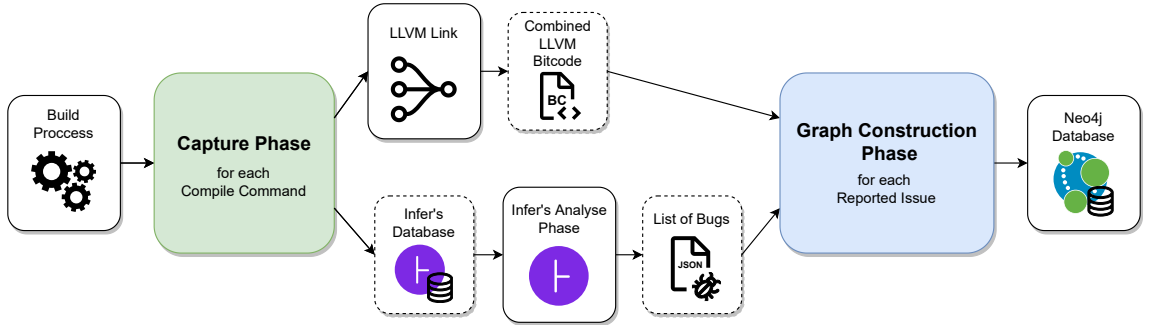 Build
Proccess
Capture Phase
for each
Compile Command
LLVM Link
Combined
LLVM
Bitcode
BC
Infer's
Database
Infer's Analyse
Phase
List of Bugs
JSON
Graph Construction
Phase
for each
Reported Issue
Neo4j
Database